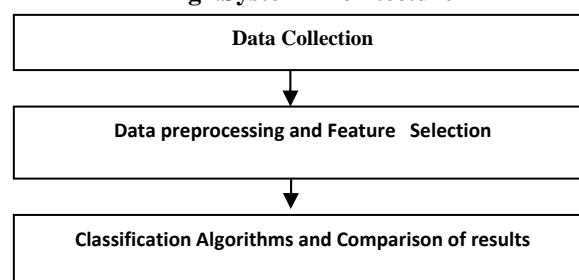 Data Collection
Data preprocessing and Feature Selection
Classification Algorithms and Comparison of results